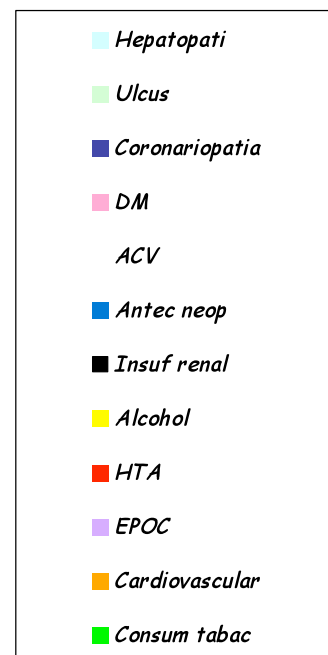 Hepatopati
Ulcus
Coronariopatia
DM
ACV
Antec neop
Insuf renal
Alcohol
HTA
EPOC
Cardiovascular
Consum tabac